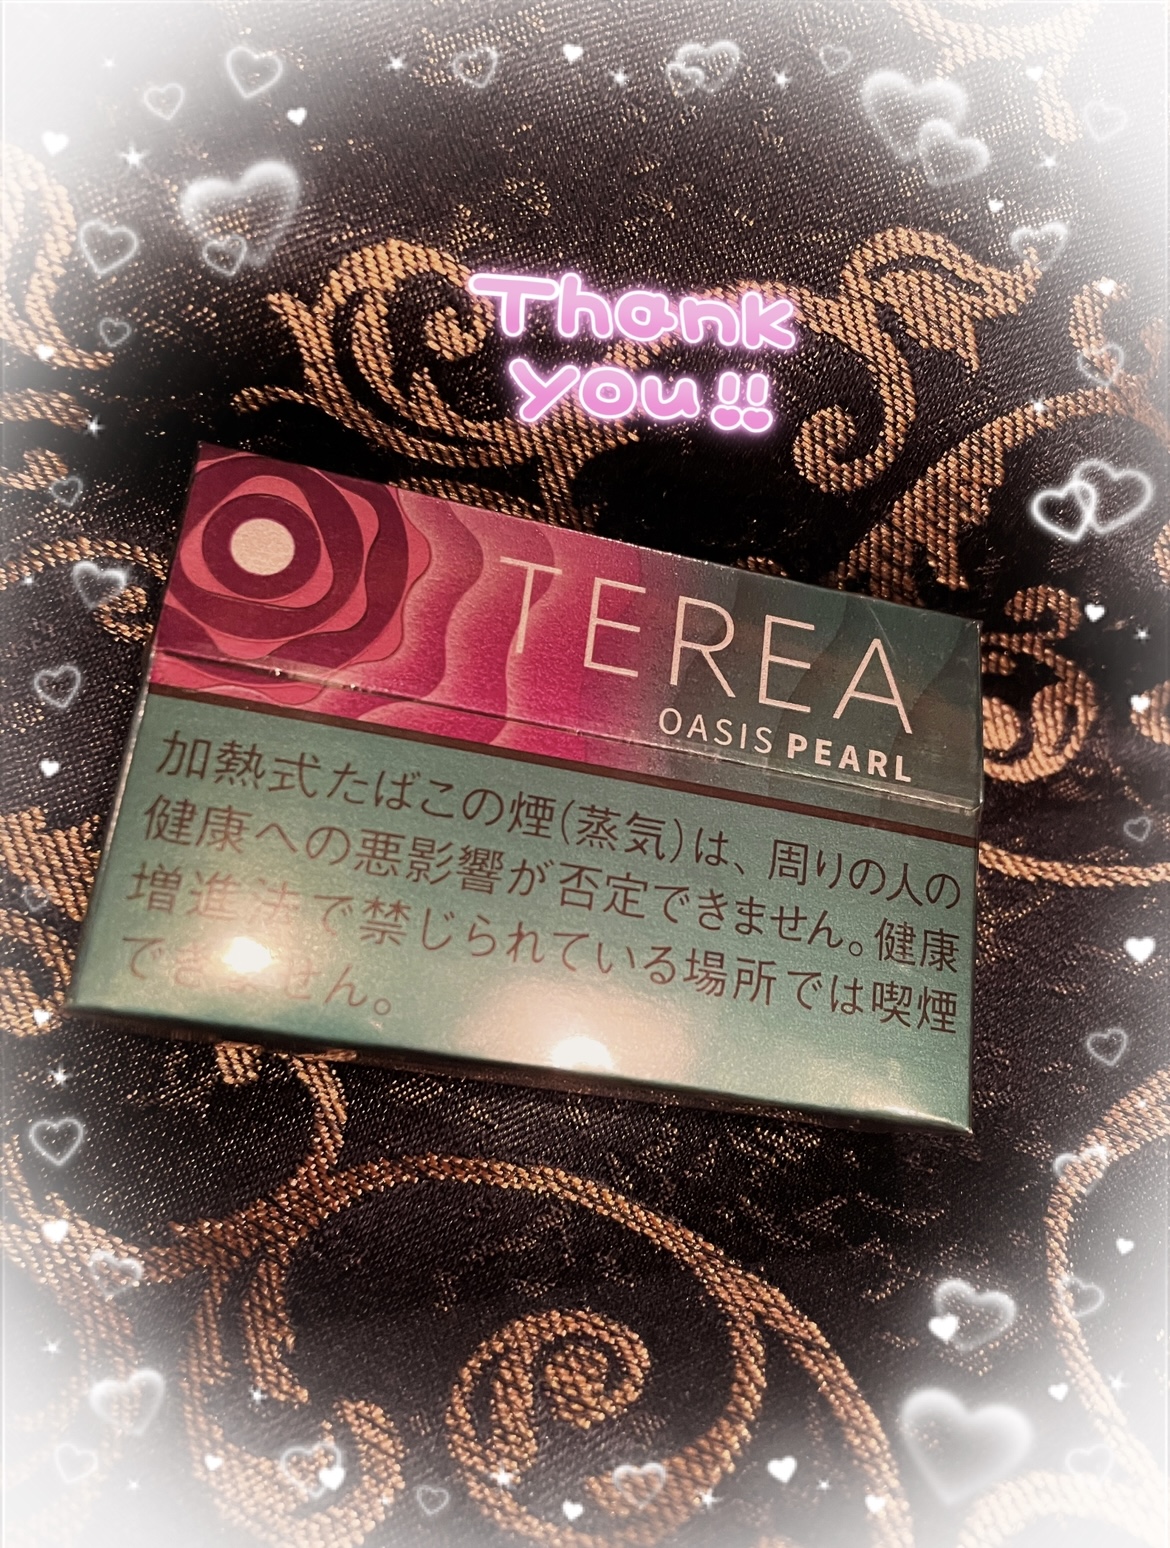 Thank
you!!
TEREA
OASIS PEARL
加熱式たばこの煙(蒸気)は、周りの人の
健康への悪影響が否定できません。健康
増進法で禁じられている場所では喫煙
できません。